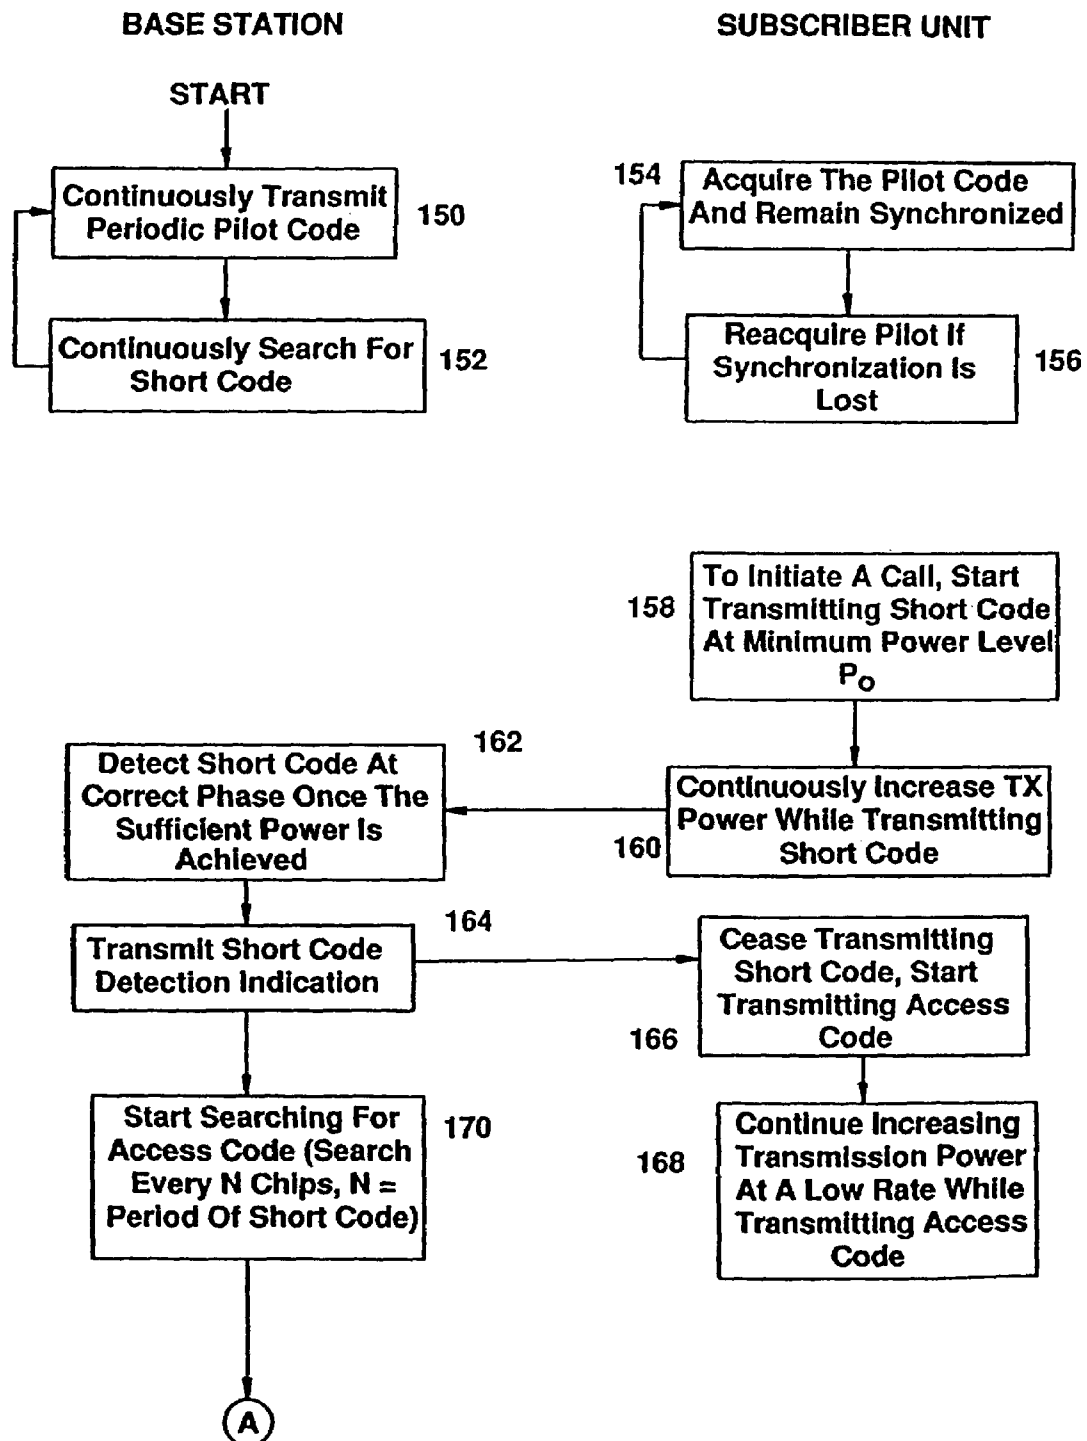 BASE STATION
SUBSCRIBER UNIT
START
Continuously Transmit
Periodic Pilot Code
150
Continuously Search For
Short Code
152
154
Acquire The Pilot Code
And Remain Synchronized
Reacquire Pilot If
Synchronization Is
Lost
156
158
To Initiate A Call, Start
Transmitting Short Code
At Minimum Power Level
Po
162
Detect Short Code At
Correct Phase Once The
Sufficient Power Is
Achieved
Continuously Increase TX
Power While Transmitting
Short Code
160
164
Transmit Short Code
Detection Indication
Cease Transmitting
Short Code, Start
Transmitting Access
Code
166
Start Searching For
Access Code (Search
Every N Chips, N =
Period Of Short Code)
170
168
Continue Increasing
Transmission Power
At A Low Rate While
Transmitting Access
Code
A